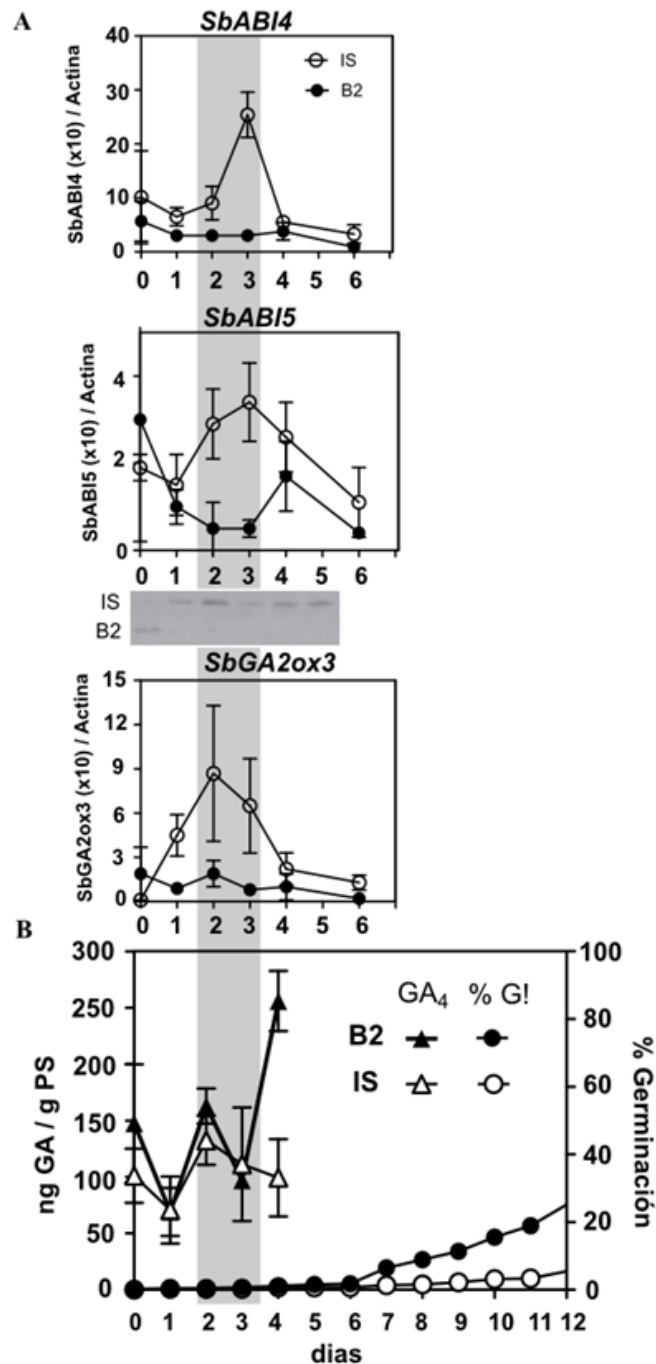 A
SbABI4
SbABI4 (x10) / Actina
40
30
20
10
0
IS
B2
0 1 2 3 4 5 6
SbABI5
SbABI5 (x10) / Actina
4
2
0
0 1 2 3 4 5 6
IS
B2
SbGA2ox3
SbGA2ox3 (x10) / Actina
15
12
9
6
3
0
0 1 2 3 4 5 6
B
ng GA / g PS
300
250
200
150
100
50
0
GA4 % G!
B2
IS
100
80
60
40
20
0
% Germinación
0 1 2 3 4 5 6 7 8 9 10 11 12
dias